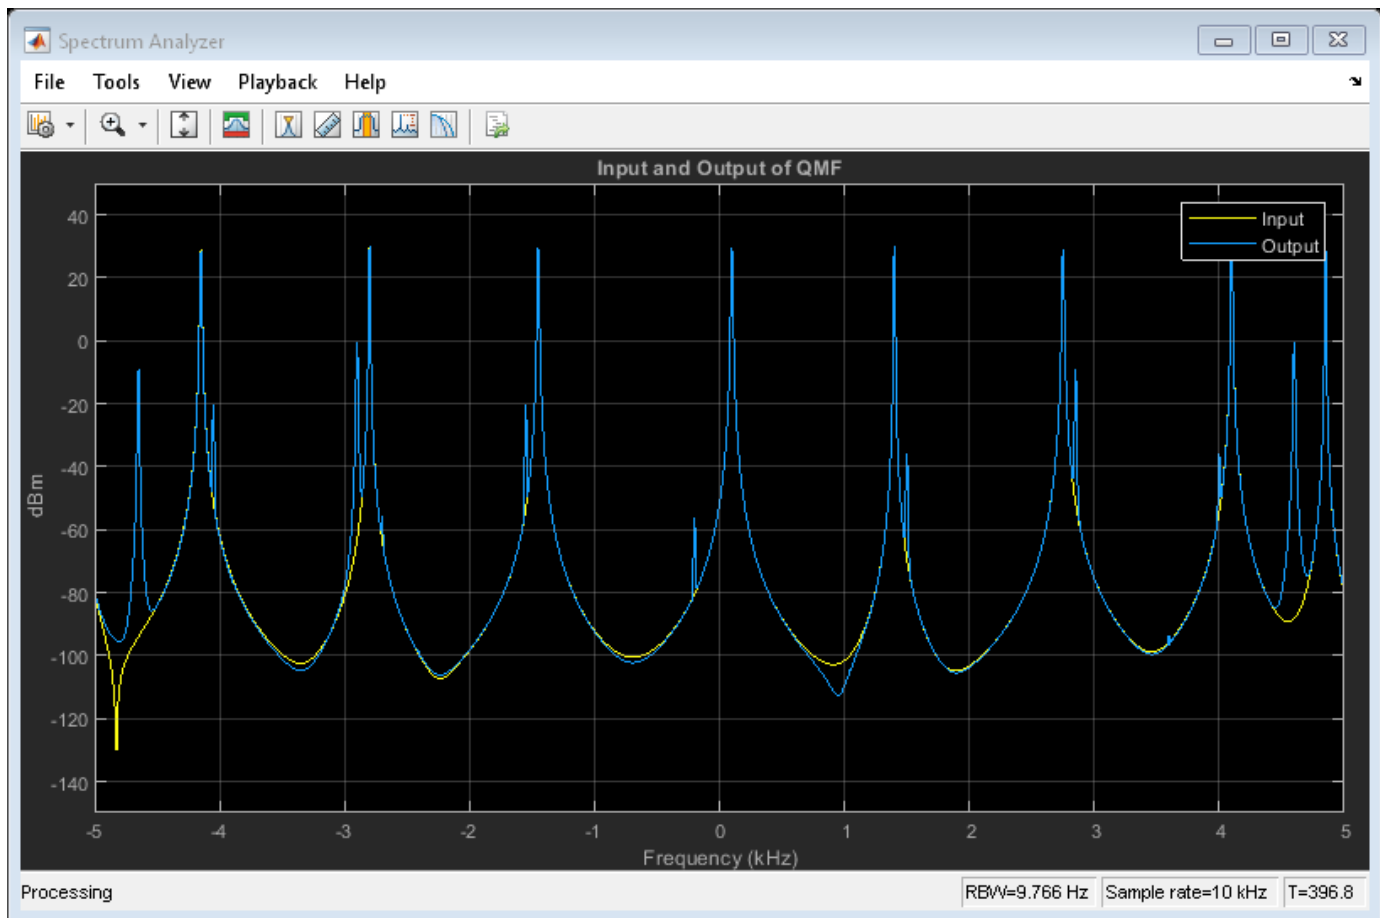 Spectrum Analyzer
File Tools View Playback Help
Input and Output of QMF
Input
Output
40
20
0
-20
-40
-60
-80
-100
-120
-140
dBm
-5 -4 -3 -2 -1 0 1 2 3 4 5
Frequency (kHz)
Processing RBW=9.766 Hz Sample rate=10 kHz T=396.8